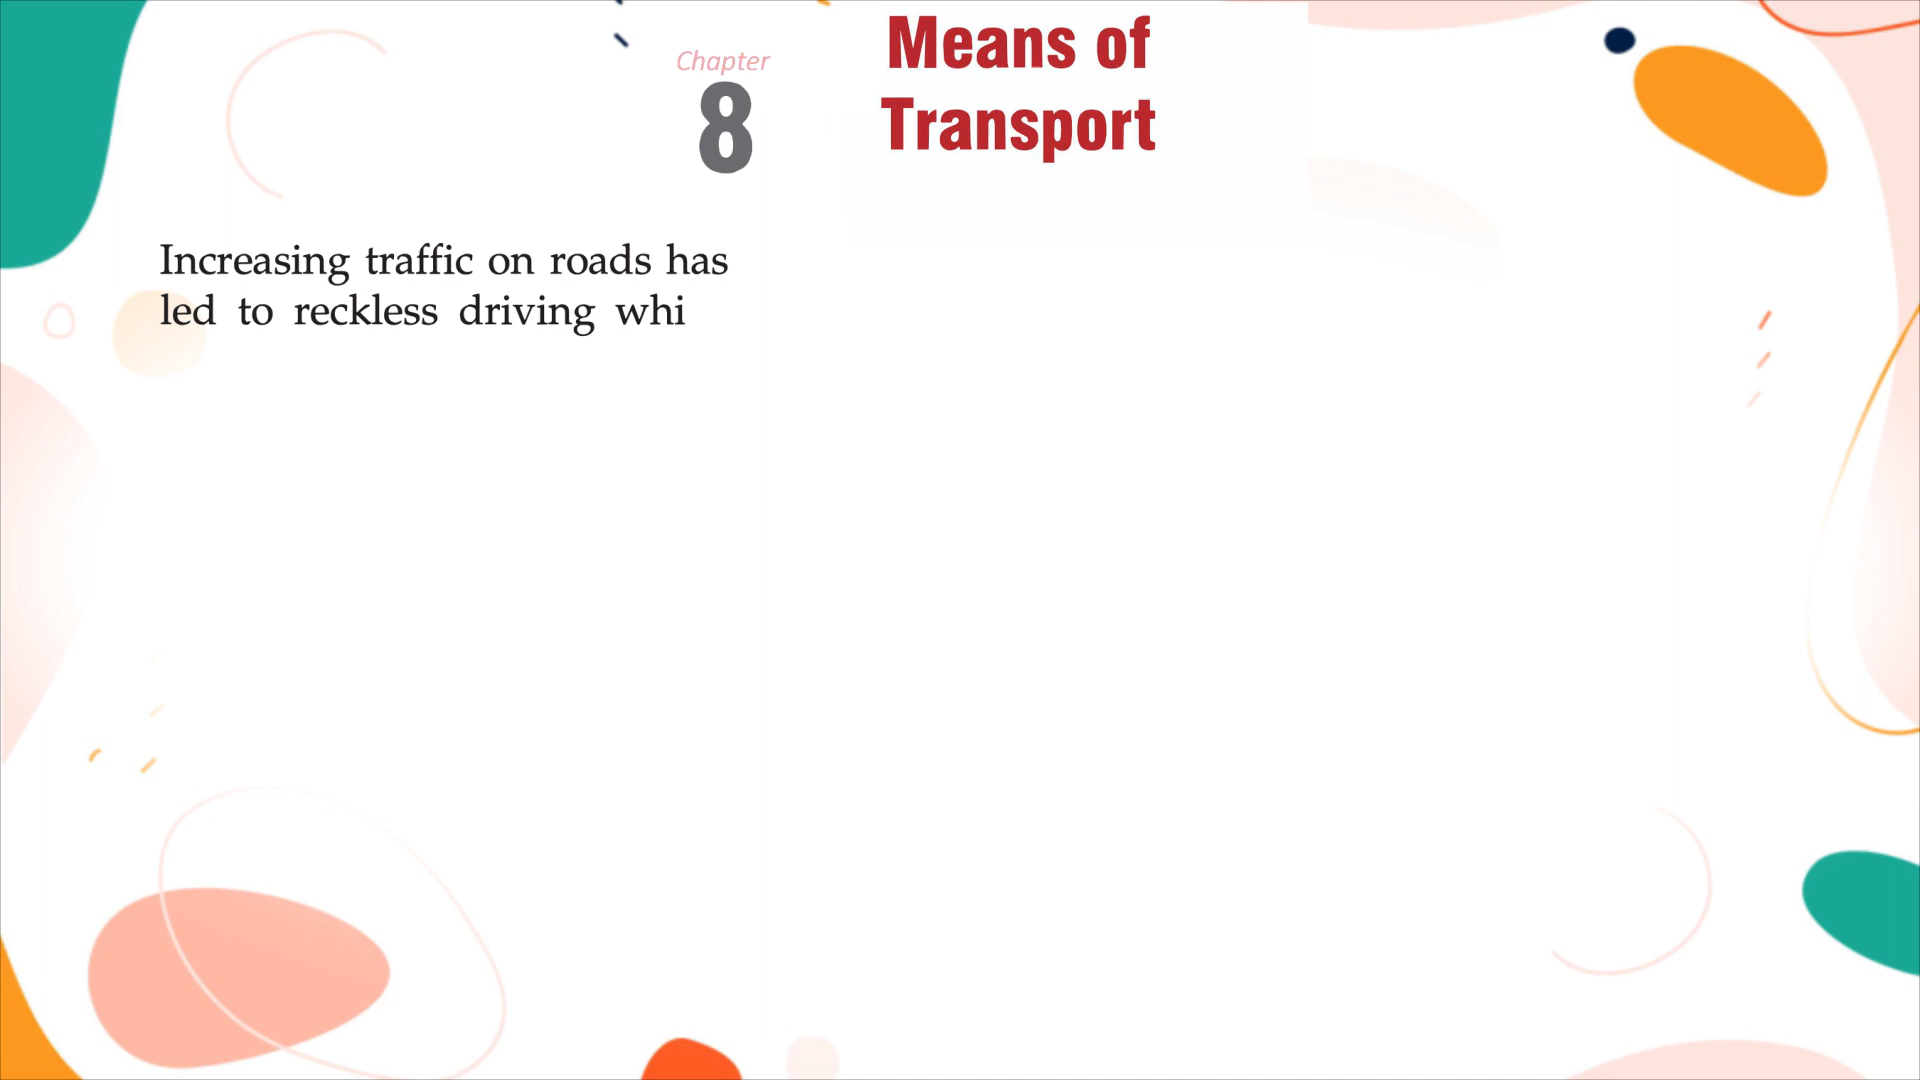 Chapter
8
Means of
Transport
Increasing traffic on roads has
led to reckless driving whi